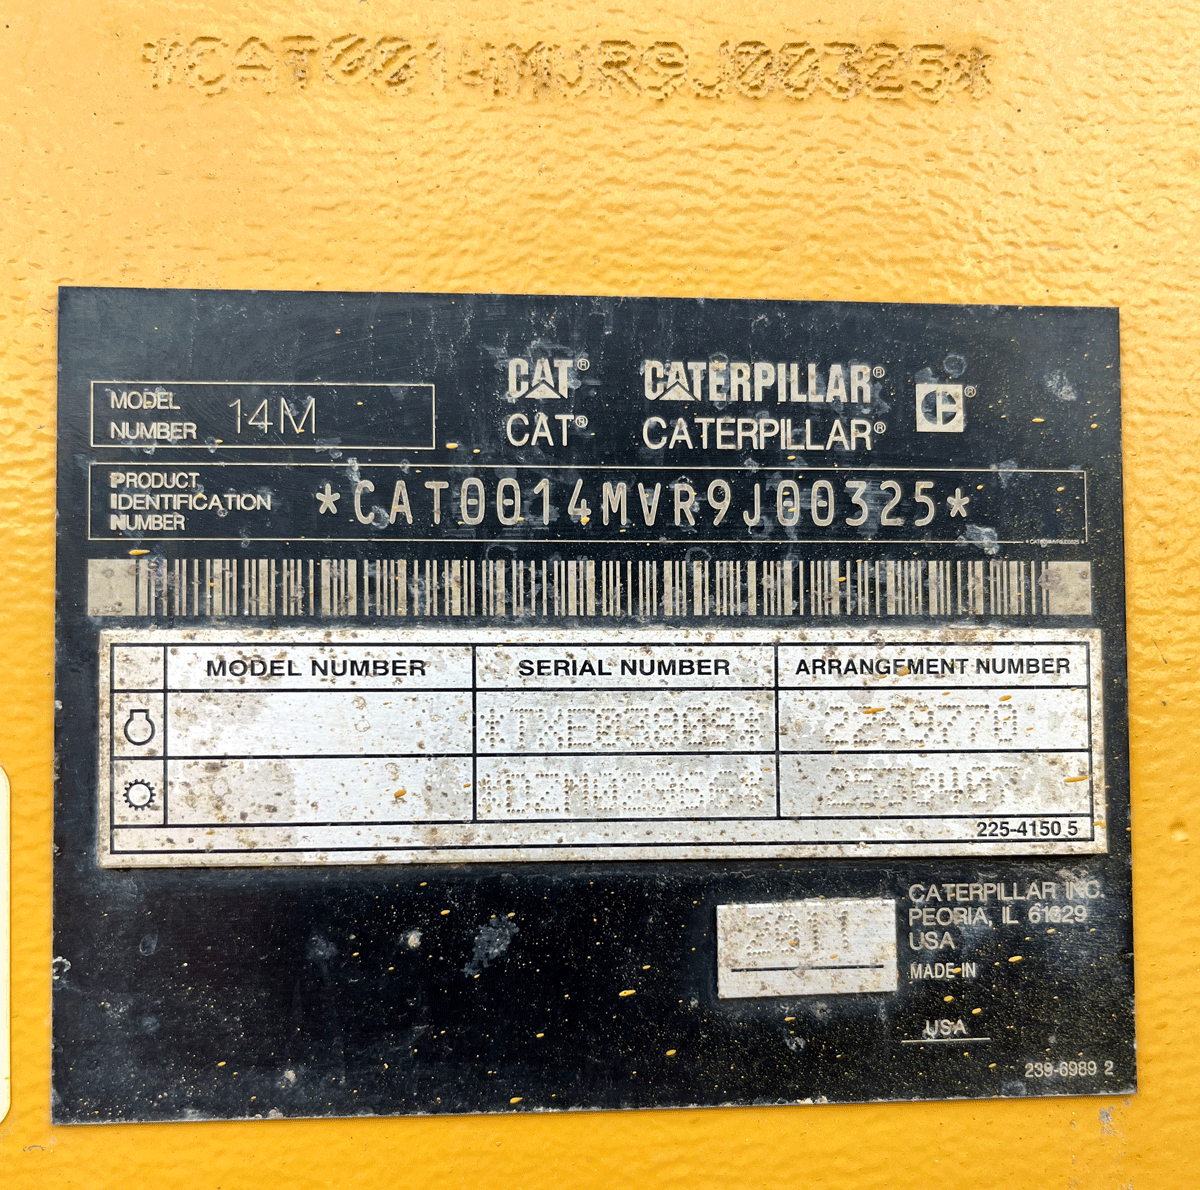 *CAT0014MVR9J00325*
CAT® CATERPILLAR® ®
CAT® CATERPILLAR®
MODEL NUMBER 14M
PRODUCT IDENTIFICATION NUMBER *CAT0014MVR9J00325*
MODEL NUMBER SERIAL NUMBER ARRANGEMENT NUMBER
2229770
225-4150 5
2011
CATERPILLAR INC.
PEORIA, IL 61629
USA
MADE IN
USA
239-6989 2